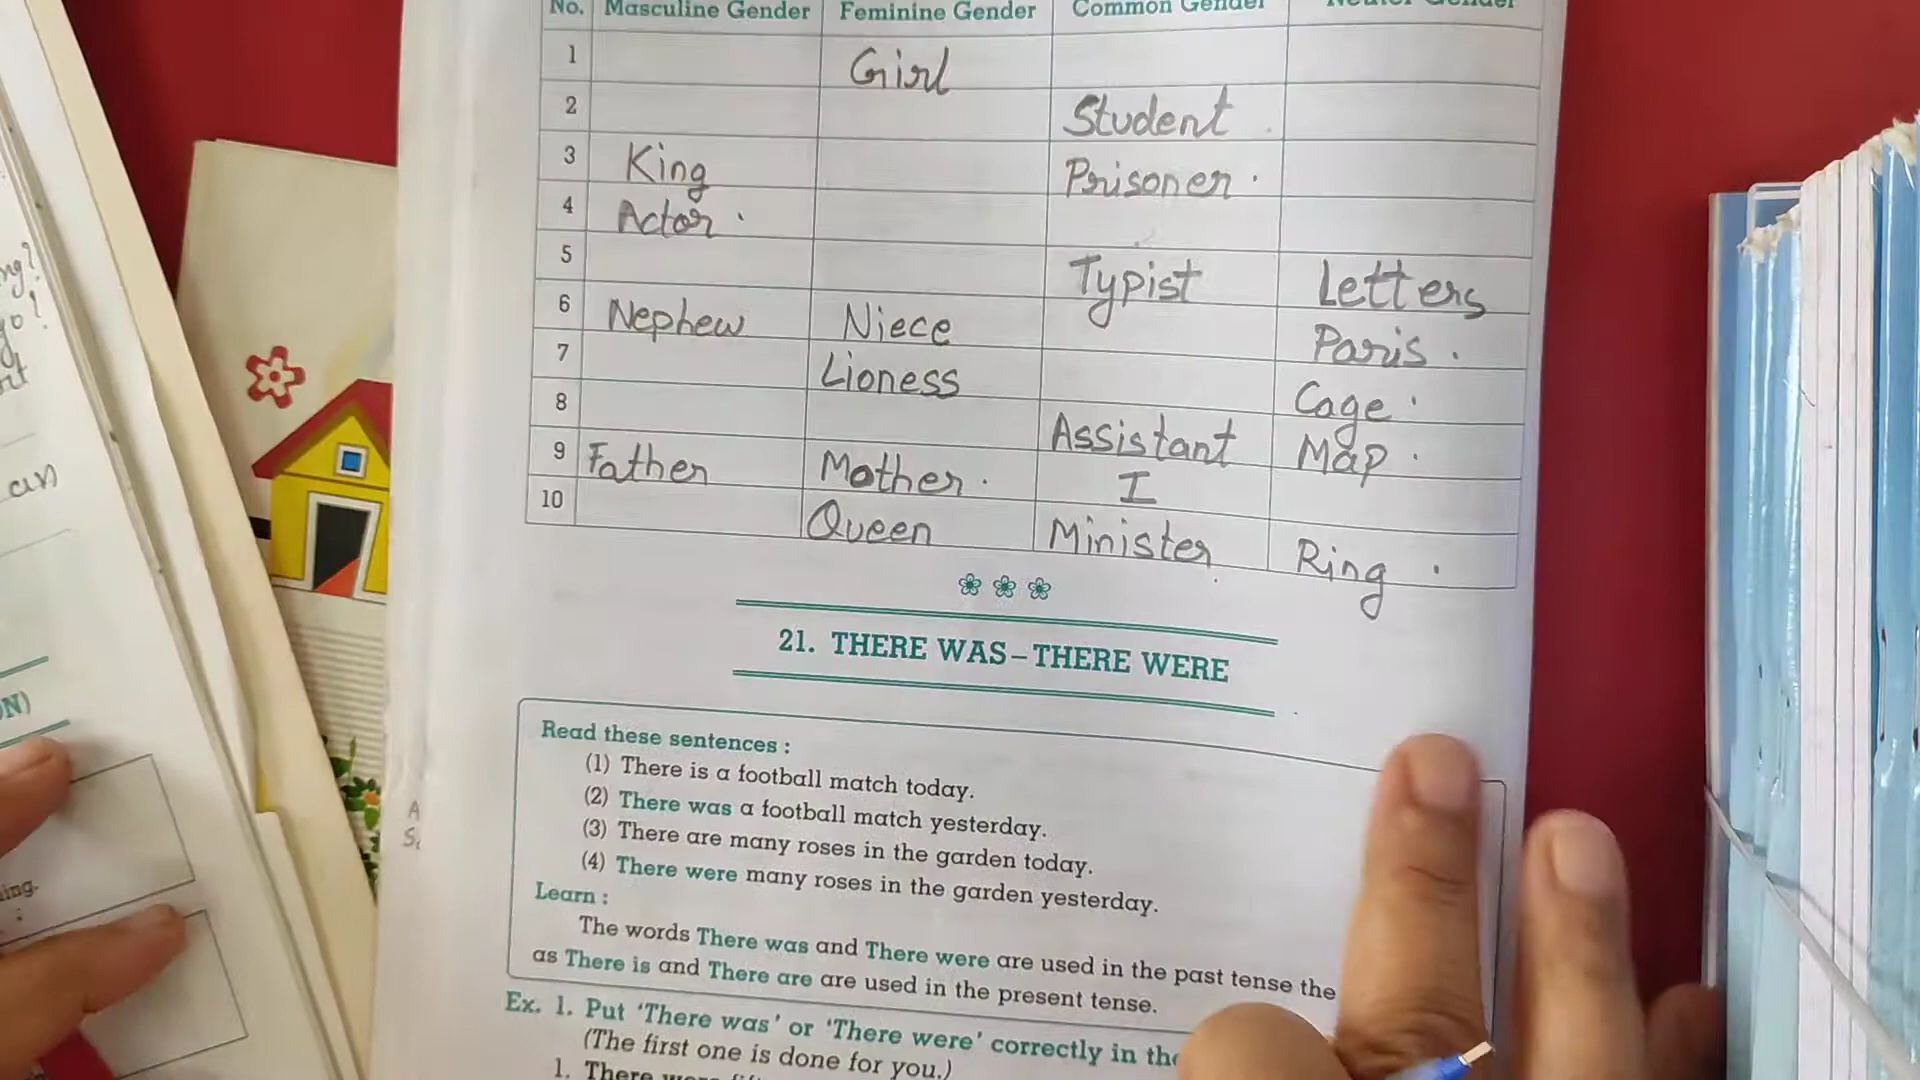 No. Masculine Gender Feminine Gender Common Gender Neuter Gender
1 Girl
2 Student
3 King Prisoner
4 Actor
5 Typist Letters
6 Nephew Niece Paris
7 Lioness Cage
8 Assistant Map
9 Father Mother I
10 Queen Minister Ring
21. THERE WAS–THERE WERE
Read these sentences :
(1) There is a football match today.
(2) There was a football match yesterday.
(3) There are many roses in the garden today.
(4) There were many roses in the garden yesterday.
Learn :
The words There was and There were are used in the past tense the
as There is and There are are used in the present tense.
Ex. 1. Put 'There was' or 'There were' correctly in the
(The first one is done for you.)
1. There were